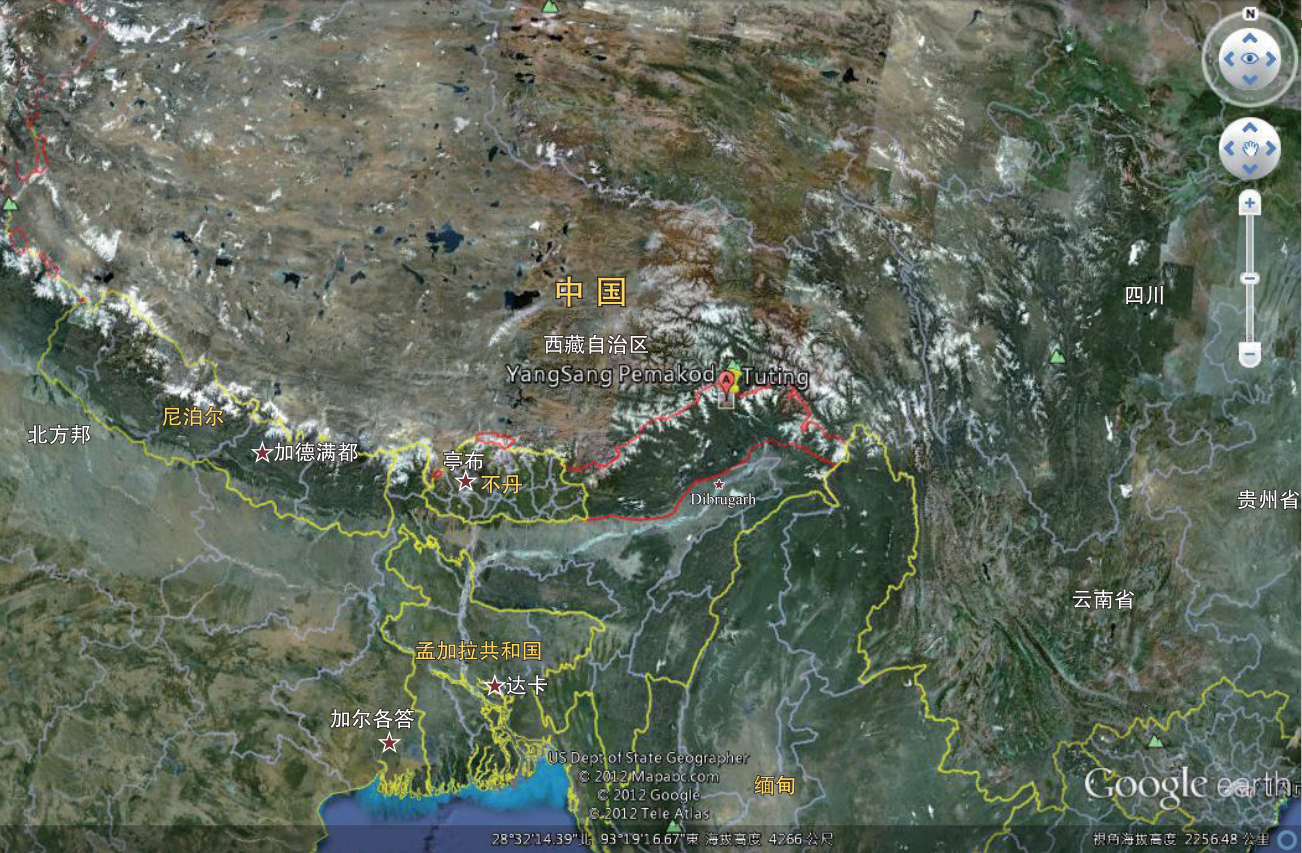 N
中国
四川
西藏自治区
YangSang Pemakod
Tuting
A
尼泊尔
北方邦
加德满都
亭布
不丹
Dibrugarh
贵州省
云南省
孟加拉共和国
达卡
加尔各答
US Dept of State Geographer
© 2012 Mapabc.com
© 2012 Google
© 2012 Tele Atlas
缅甸
Google earth
28°32'14.39"北 93°19'16.67"東 海拔高度 4266 公尺
視角海拔高度 2256.48 公里